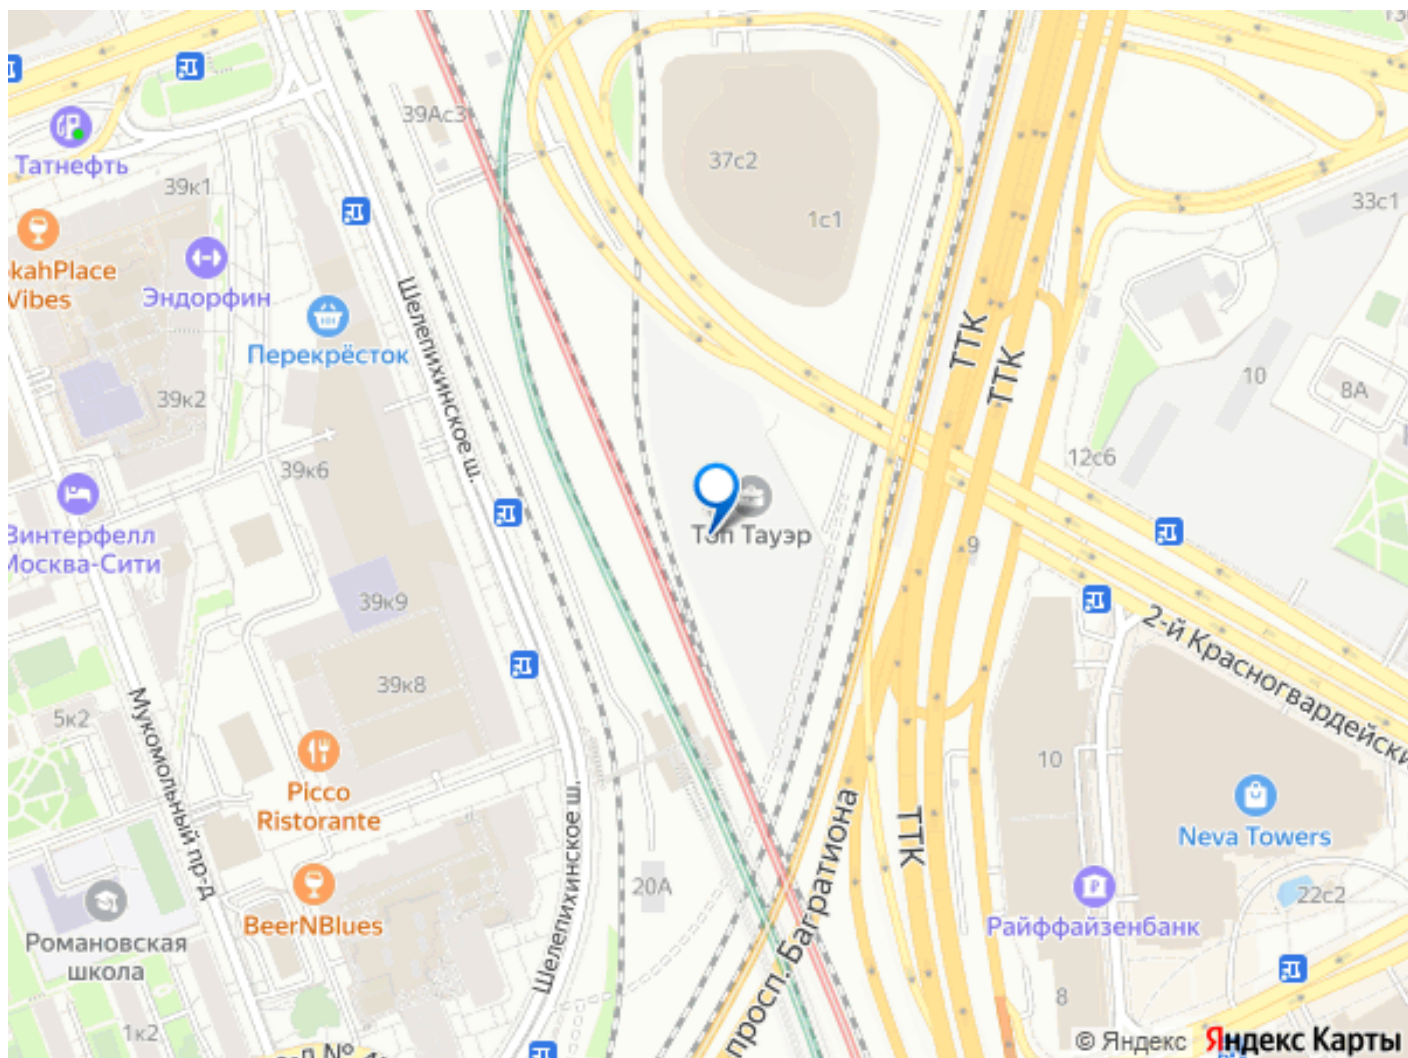 39Ас3
Татнефть
39к1
37с2
1с1
33с1
kahPlace
Vibes
Эндорфин
Шелепихинское ш.
Перекрёсток
ТТК
ТТК
39к2
10
8А
39к6
12с6
Винтерфелл
Москва-Сити
Топ Тауэр
9
39к9
2-й Красногвардейски
39к8
5к2
Мукомольный пр-д
Picco
Ristorante
10
Neva Towers
ТТК
Шелепихинское ш.
просп. Багратиона
20А
22с2
BeerNBlues
Райффайзенбанк
Романовская
школа
8
1к2
© Яндекс Яндекс Карты